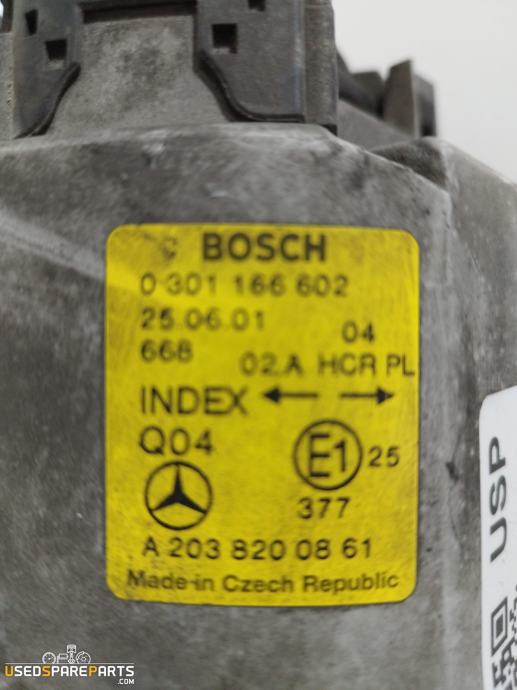 BOSCH
0 301 166 602
25.06.01 04
668 02.A HCR PL
INDEX
Q04
E1 25
377
A 203 820 08 61
Made in Czech Republic
USP
USEDSPAREPARTS
.COM